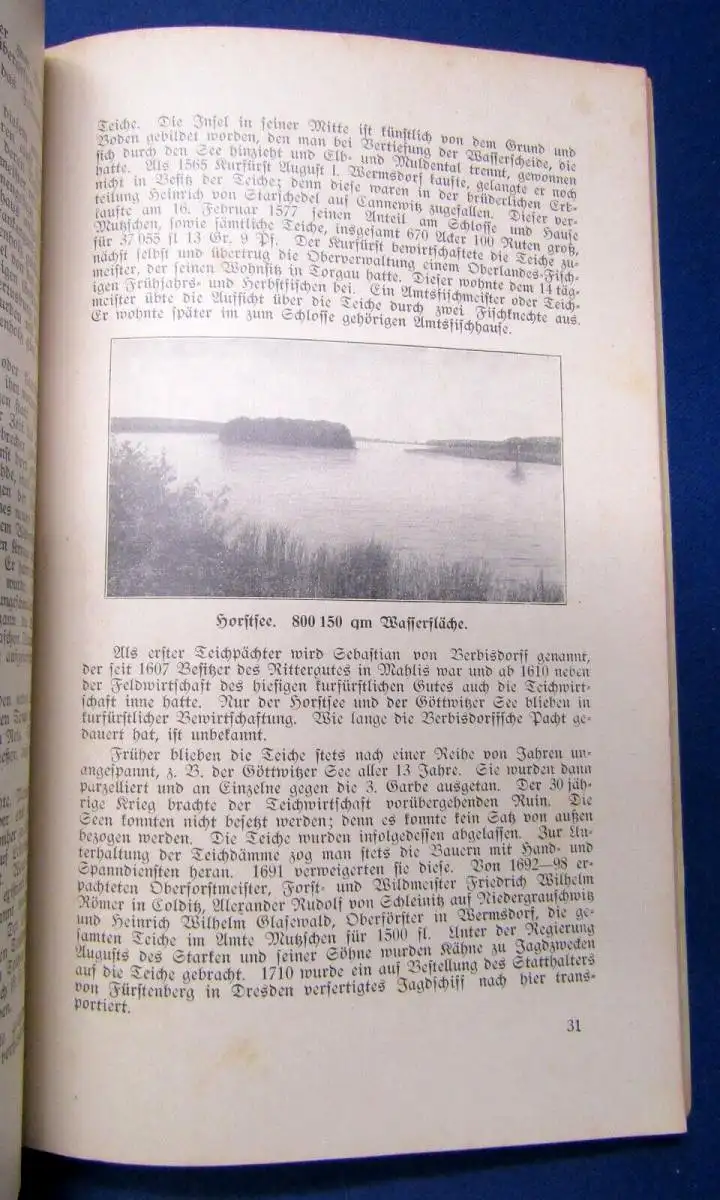 Teiche. Die Insel in seiner Mitte ist künstlich von dem Grund und
Boden gebildet worden, den man bei Vertiefung der Wasserscheide, die
sich durch den See hinzieht und Elb- und Muldental trennt, gewonnen
hatte. Als 1565 Kurfürst August I. Wermsdorf kaufte, gelangte er noch
nicht in Besitz der Teiche; denn diese waren in der brüderlichen Erb-
teilung Heinrich von Starschedel auf Cannewitz zugefallen. Dieser ver-
kaufte am 16. Februar 1577 seinen Anteil am Schlosse und Hause
Mutzschen, sowie sämtliche Teiche, insgesamt 670 Acker 100 Ruten groß,
für 37 055 fl 13 Gr. 9 Pf. Der Kurfürst bewirtschaftete die Teiche zu-
nächst selbst und übertrug die Oberverwaltung einem Oberlandes-Fisch-
meister, der seinen Wohnsitz in Torgau hatte. Dieser wohnte dem 14 täg-
igen Frühjahrs- und Herbstfischen bei. Ein Amtsfischmeister oder Teich-
meister übte die Aufsicht über die Teiche durch zwei Fischknechte aus.
Er wohnte später im zum Schlosse gehörigen Amtsfischhause.
Horstsee. 800 150 qm Wasserfläche.
Als erster Teichpächter wird Sebastian von Berbisdorff genannt,
der seit 1607 Besitzer des Rittergutes in Mahlis war und ab 1610 neben
der Feldwirtschaft des hiesigen kurfürstlichen Gutes auch die Teichwirt-
schaft inne hatte. Nur der Horstsee und der Göttwitzer See blieben in
kurfürstlicher Bewirtschaftung. Wie lange die Berbisdorffsche Pacht ge-
dauert hat, ist unbekannt.
Früher blieben die Teiche stets nach einer Reihe von Jahren un-
angespannt, z. B. der Göttwitzer See aller 13 Jahre. Sie wurden dann
parzelliert und an Einzelne gegen die 3. Garbe ausgetan. Der 30 jäh-
rige Krieg brachte der Teichwirtschaft vorübergehenden Ruin. Die
Seen konnten nicht besetzt werden; denn es konnte kein Satz von außen
bezogen werden. Die Teiche wurden infolgedessen abgelassen. Zur Un-
terhaltung der Teichdämme zog man stets die Bauern mit Hand- und
Spanndiensten heran. 1691 verweigerten sie diese. Von 1692—98 er-
pachteten Oberforstmeister, Forst- und Wildmeister Friedrich Wilhelm
Römer in Colditz, Alexander Rudolf von Schleinitz auf Niedergrauschwitz
und Heinrich Wilhelm Glasewald, Oberförster in Wermsdorf, die ge-
samten Teiche im Amte Mutzschen für 1500 fl. Unter der Regierung
Augusts des Starken und seiner Söhne wurden Kähne zu Jagdzwecken
auf die Teiche gebracht. 1710 wurde ein auf Bestellung des Statthalters
von Fürstenberg in Dresden verfertigtes Jagdschiff nach hier trans-
portiert.
31